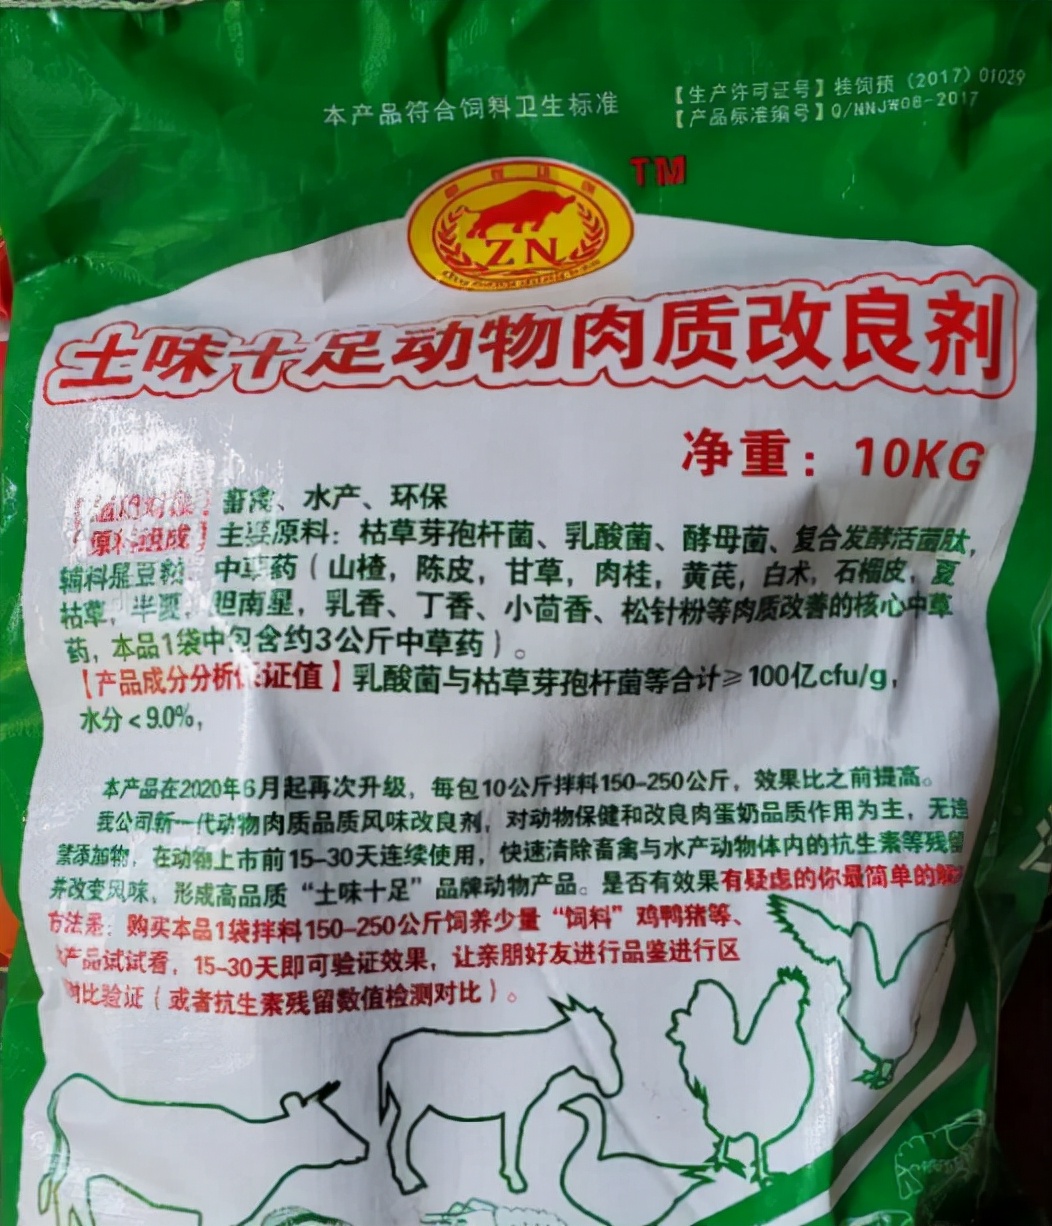 本产品符合饲料卫生标准
【生产许可证号】桂饲预（2017）01029
【产品标准编号】Q/NNJW08-2017
TM
ZN
土味十足动物肉质改良剂
净重：10KG
畜禽、水产、环保
【原料组成】主要原料：枯草芽孢杆菌、乳酸菌、酵母菌、复合发酵活菌肽，
辅料是豆粉、中草药（山楂，陈皮，甘草，肉桂，黄芪，白术，石榴皮，夏
枯草，半夏，胆南星，乳香、丁香、小茴香、松针粉等肉质改善的核心中草
药，本品1袋中包含约3公斤中草药）。
【产品成分分析保证值】乳酸菌与枯草芽孢杆菌等合计≥100亿cfu/g，
水分<9.0%，
本产品在2020年6月起再次升级，每包10公斤拌料150-250公斤，效果比之前提高。
我公司新一代动物肉质品质风味改良剂，对动物保健和改良肉蛋奶品质作用为主，无违
禁添加物，在动物上市前15-30天连续使用，快速清除畜禽与水产动物体内的抗生素等残留
并改变风味，形成高品质“土味十足”品牌动物产品。是否有效果有疑虑的你最简单的
方法是：购买本品1袋拌料150-250公斤饲养少量“饲料”鸡鸭猪等、
产品试试看，15-30天即可验证效果，让亲朋好友进行品鉴进行区
对比验证（或者抗生素残留数值检测对比）。